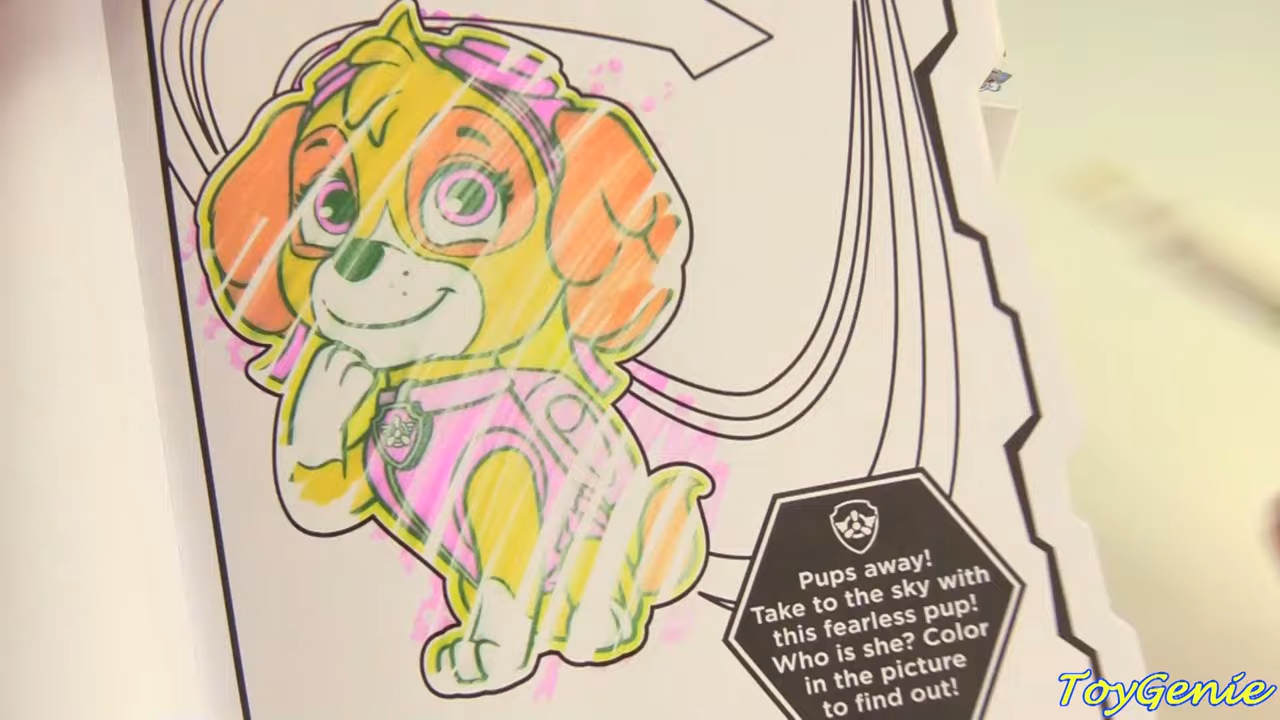 Pups away!
Take to the sky with
this fearless pup!
Who is she? Color
in the picture
to find out!
ToyGenie